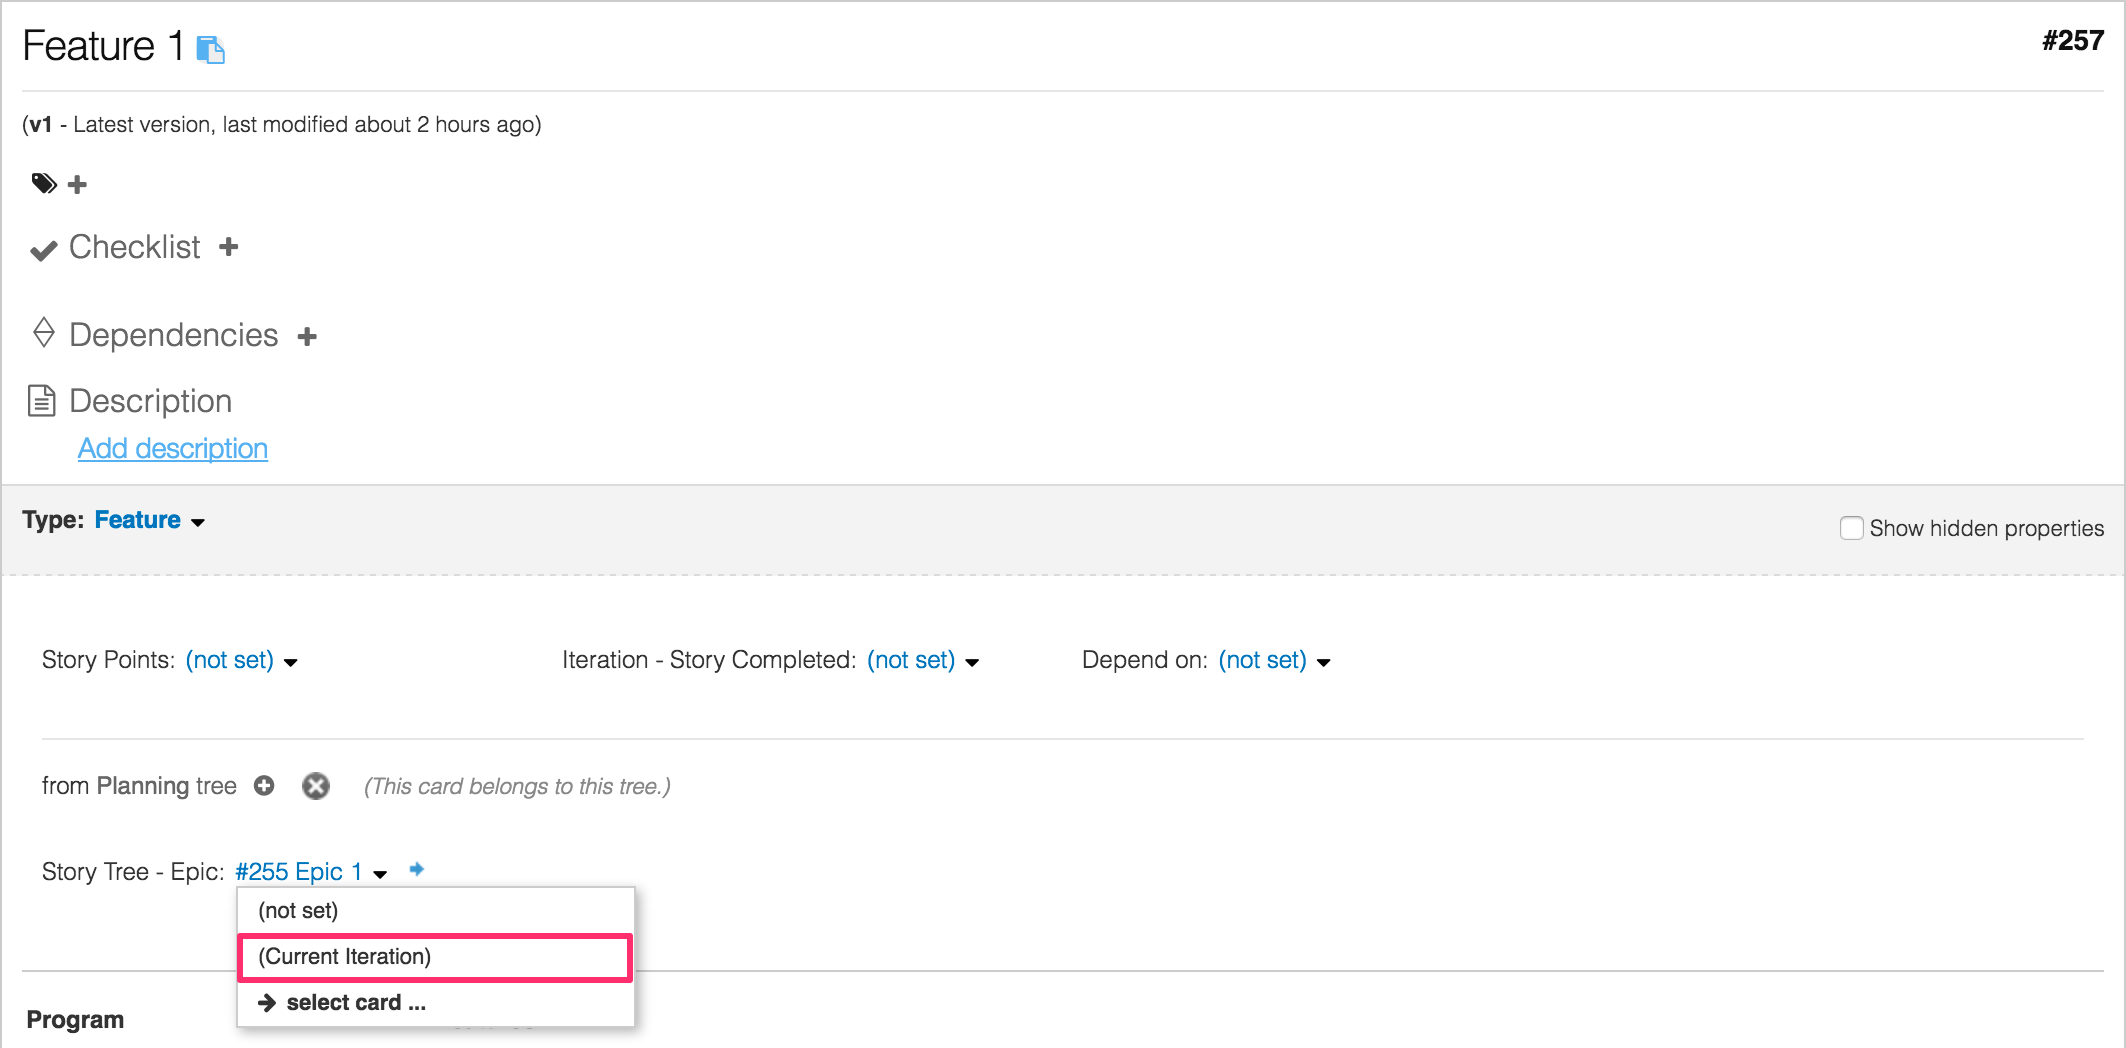 Feature 1
#257
(v1 - Latest version, last modified about 2 hours ago)
Checklist
Dependencies
Description
Add description
Type: Feature
Show hidden properties
Story Points: (not set)
Iteration - Story Completed: (not set)
Depend on: (not set)
from Planning tree (This card belongs to this tree.)
Story Tree - Epic: #255 Epic 1
(not set)
(Current Iteration)
select card ...
Program